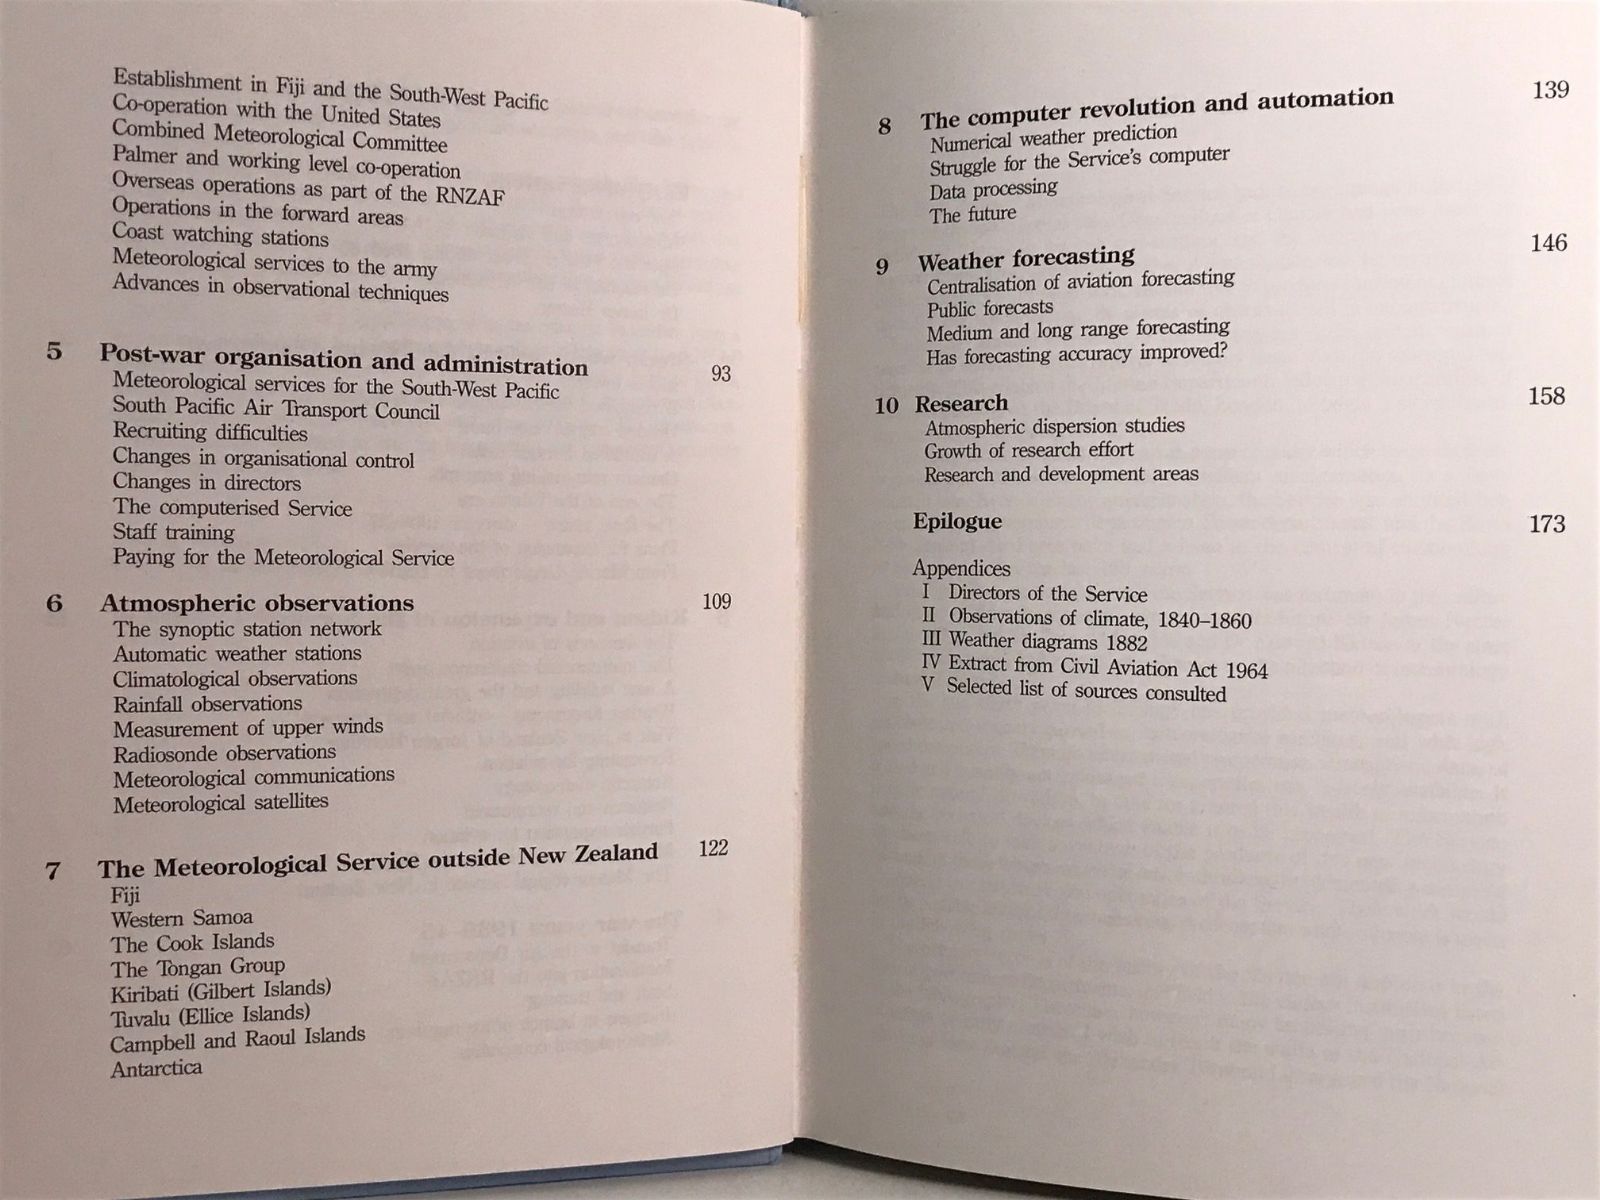 Establishment in Fiji and the South-West Pacific
Co-operation with the United States
Combined Meteorological Committee
Palmer and working level co-operation
Overseas operations as part of the RNZAF
Operations in the forward areas
Coast watching stations
Meteorological services to the army
Advances in observational techniques
5 Post-war organisation and administration 93
Meteorological services for the South-West Pacific
South Pacific Air Transport Council
Recruiting difficulties
Changes in organisational control
Changes in directors
The computerised Service
Staff training
Paying for the Meteorological Service
6 Atmospheric observations 109
The synoptic station network
Automatic weather stations
Climatological observations
Rainfall observations
Measurement of upper winds
Radiosonde observations
Meteorological communications
Meteorological satellites
7 The Meteorological Service outside New Zealand 122
Fiji
Western Samoa
The Cook Islands
The Tongan Group
Kiribati (Gilbert Islands)
Tuvalu (Ellice Islands)
Campbell and Raoul Islands
Antarctica
8 The computer revolution and automation 139
Numerical weather prediction
Struggle for the Service's computer
Data processing
The future
9 Weather forecasting 146
Centralisation of aviation forecasting
Public forecasts
Medium and long range forecasting
Has forecasting accuracy improved?
10 Research 158
Atmospheric dispersion studies
Growth of research effort
Research and development areas
Epilogue 173
Appendices
I Directors of the Service
II Observations of climate, 1840–1860
III Weather diagrams 1882
IV Extract from Civil Aviation Act 1964
V Selected list of sources consulted